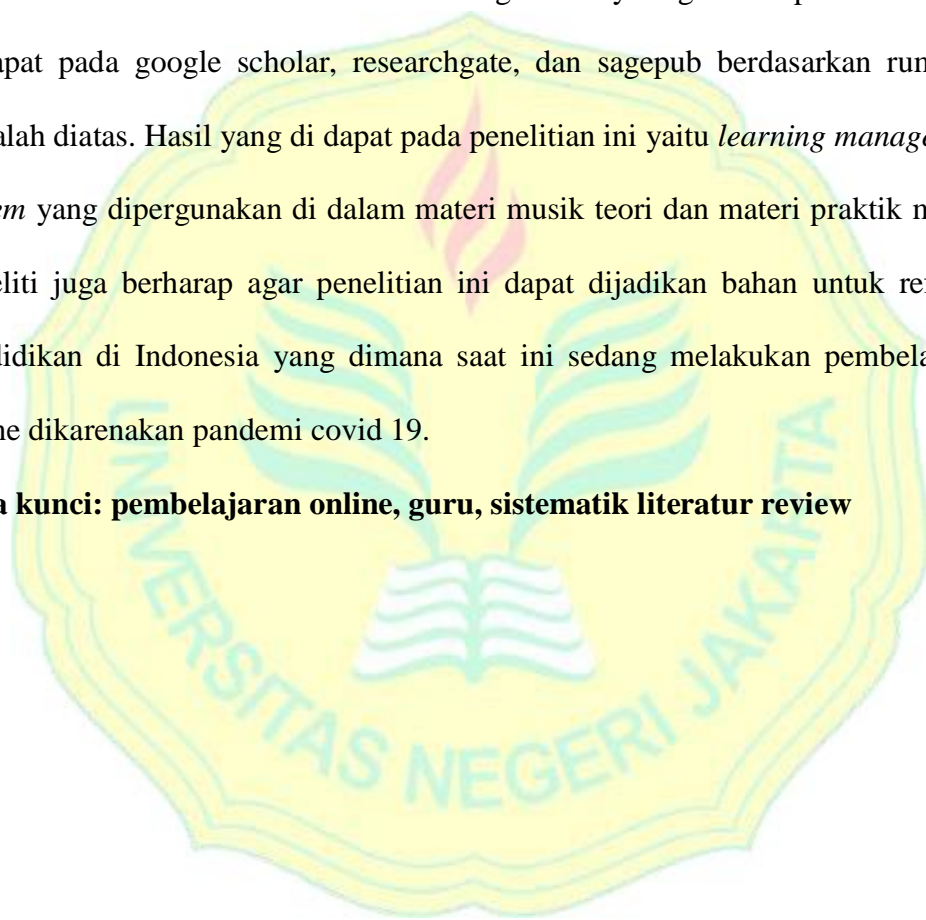 apat pada google scholar, researchgate, dan sagepub berdasarkan run
alah diatas. Hasil yang di dapat pada penelitian ini yaitu learning manage
em yang dipergunakan di dalam materi musik teori dan materi praktik m
eliti juga berharap agar penelitian ini dapat dijadikan bahan untuk re
didikan di Indonesia yang dimana saat ini sedang melakukan pembela
ne dikarenakan pandemi covid 19.
a kunci: pembelajaran online, guru, sistematik literatur review
UNIVERSITAS NEGERI JAKARTA